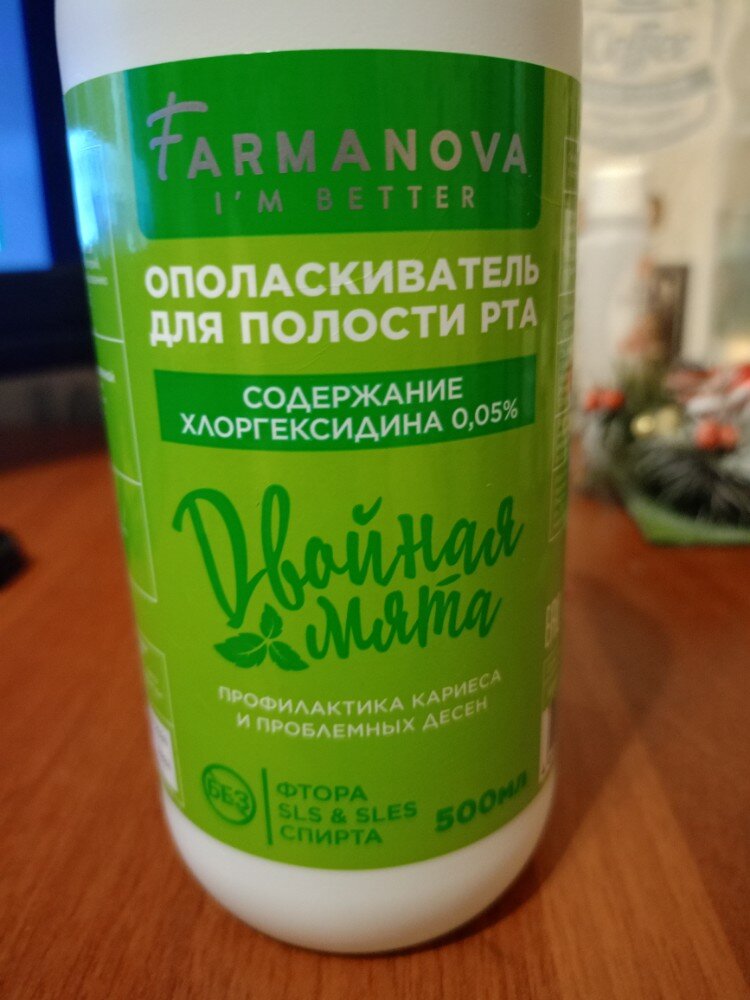 FARMANOVA
I'M BETTER
ОПОЛАСКИВАТЕЛЬ
ДЛЯ ПОЛОСТИ РТА
СОДЕРЖАНИЕ
ХЛОРГЕКСИДИНА 0,05%
Двойная
мята
ПРОФИЛАКТИКА КАРИЕСА
И ПРОБЛЕМНЫХ ДЕСЕН
БЕЗ
ФТОРА
SLS & SLES
СПИРТА
500МЛ
Coffee